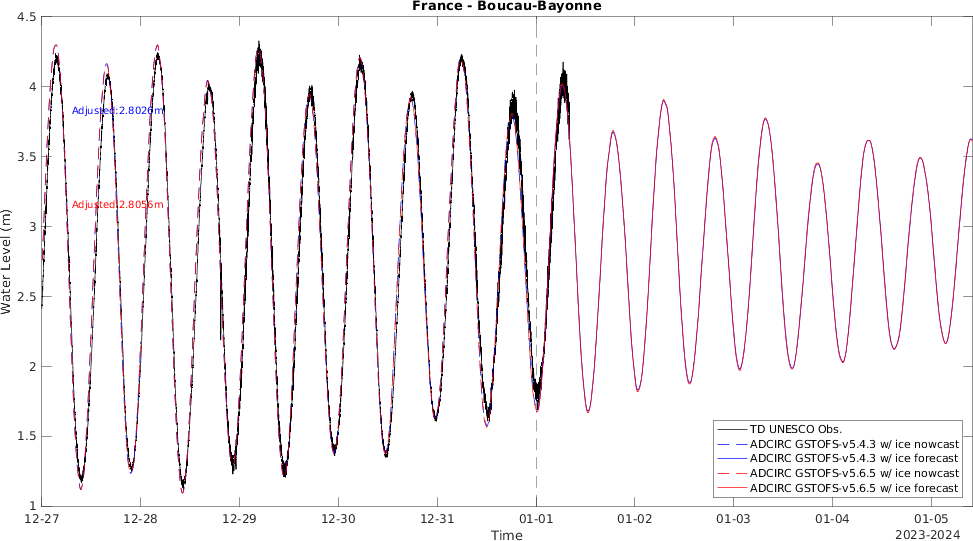 France - Boucau-Bayonne
4.5
4
3.5
3
2.5
2
1.5
1
Water Level (m)
Adjusted:2.8026m
Adjusted:2.8056m
TD UNESCO Obs.
ADCIRC GSTOFS-v5.4.3 w/ ice nowcast
ADCIRC GSTOFS-v5.4.3 w/ ice forecast
ADCIRC GSTOFS-v5.6.5 w/ ice nowcast
ADCIRC GSTOFS-v5.6.5 w/ ice forecast
12-27 12-28 12-29 12-30 12-31 01-01 01-02 01-03 01-04 01-05
Time
2023-2024